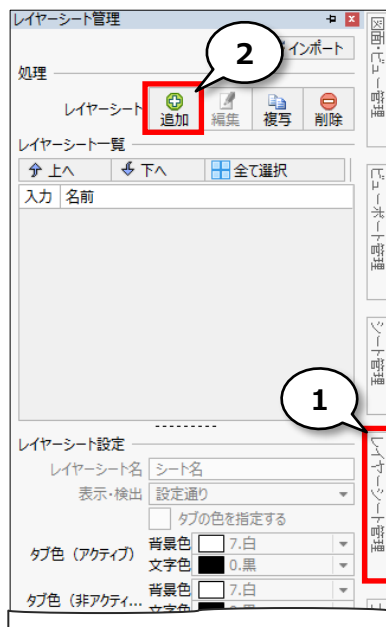 レイヤーシート管理
2
インポート
処理
レイヤーシート
追加
編集
複写
削除
レイヤーシート一覧
上へ
下へ
全て選択
入力
名前
1
レイヤーシート設定
レイヤーシート名
シート名
表示・検出
設定通り
タブの色を指定する
タブ色（アクティブ）
背景色
7.白
文字色
0.黒
タブ色（非アクティ...
背景色
7.白
図面・ビュー管理
ビューポート管理
シート管理
レイヤーシート管理